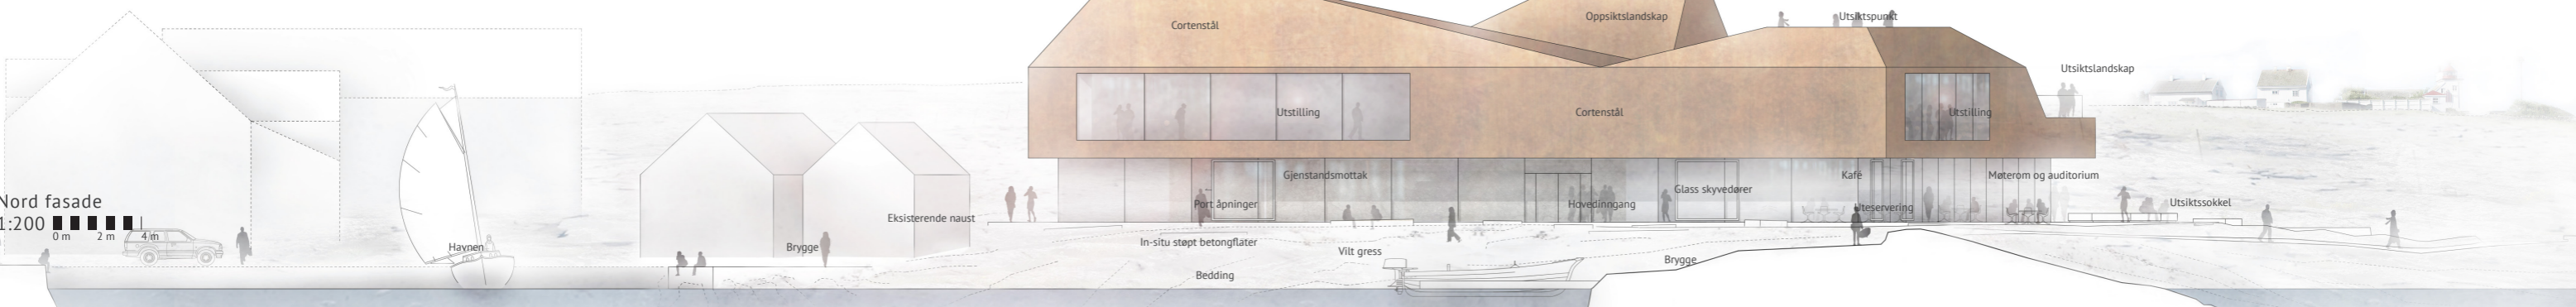 Cortenstål
Oppsiktslandskap
Utsiktspunkt
Utsiktslandskap
Utstilling
Cortenstål
Utstilling
Gjenstandsmottak
Kafé
Møterom og auditorium
Glass skyvedører
Nord fasade
Port åpninger
Hovedinngang
Uteservering
Utsiktssokkel
Eksisterende naust
1:200
0 m 2 m 4 m
Havnen
Brygge
In-situ støpt betongflater
Vilt gress
Brygge
Bedding